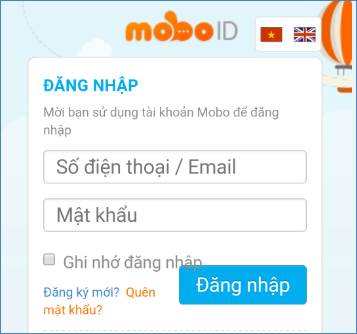 mobo ID
ĐĂNG NHẬP
Mời bạn sử dụng tài khoản Mobo để đăng
nhập
Số điện thoại / Email
Mật khẩu
Ghi nhớ đăng nhập
Đăng nhập
Đăng ký mới? Quên
mật khẩu?